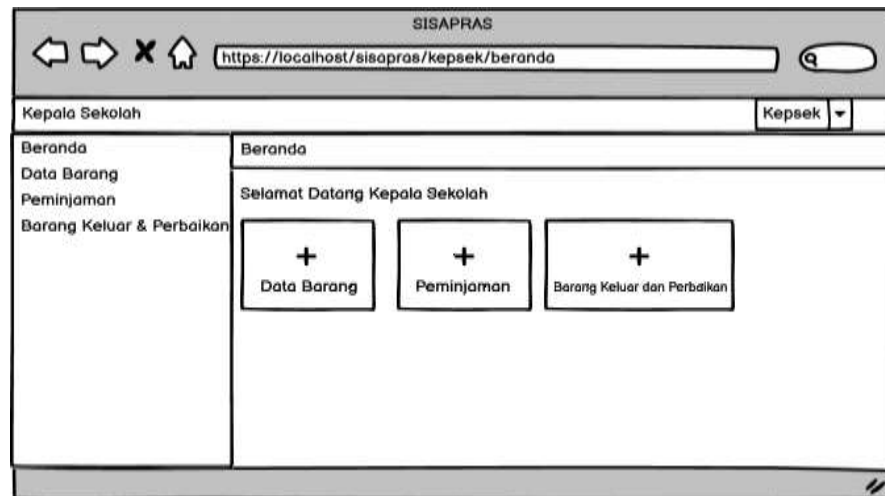 SISAPRAS
https://localhost/sisapras/kepsek/beranda
Kepala Sekolah
Kepsek
Beranda
Data Barang
Peminjaman
Barang Keluar & Perbaikan
Beranda
Selamat Datang Kepala Sekolah
+
Data Barang
+
Peminjaman
+
Barang Keluar dan Perbaikan